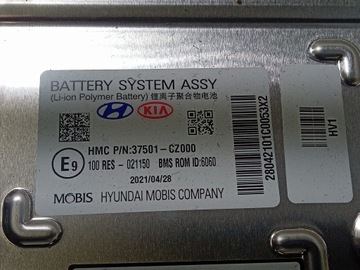 BATTERY SYSTEM ASSY
(Li-ion Polymer Battery) 锂离子聚合物电池
KIA
HMC P/N:37501-CZ000
E9
100 RES - 021150 BMS ROM ID:6060
2021/04/28
MOBIS HYUNDAI MOBIS COMPANY
28042101C0053X2
HV1